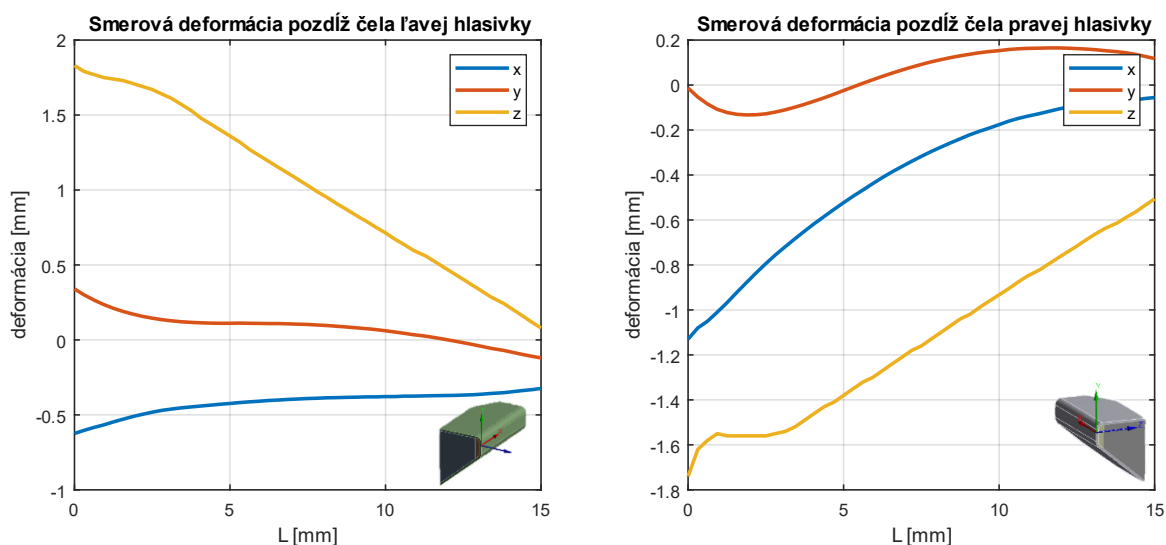 Smerová deformácia pozdĺž čela ľavej hlasivky
2
1.5
1
0.5
0
-0.5
-1
0
5
10
15
deformácia [mm]
L [mm]
x
y
z
Smerová deformácia pozdĺž čela pravej hlasivky
0.2
0
-0.2
-0.4
-0.6
-0.8
-1
-1.2
-1.4
-1.6
-1.8
0
5
10
15
deformácia [mm]
L [mm]
x
y
z